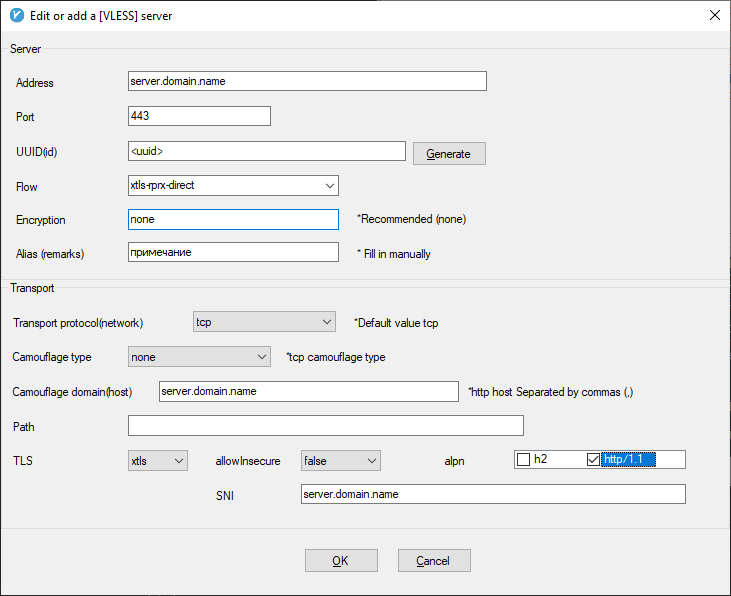 Edit or add a [VLESS] server
Server
Address server.domain.name
Port 443
UUID(id) <uuid> Generate
Flow xtls-rprx-direct
Encryption none *Recommended (none)
Alias (remarks) примечание * Fill in manually
Transport
Transport protocol(network) tcp *Default value tcp
Camouflage type none *tcp camouflage type
Camouflage domain(host) server.domain.name *http host Separated by commas (,)
Path
TLS xtls allowInsecure false alpn h2 http/1.1
SNI server.domain.name
OK Cancel